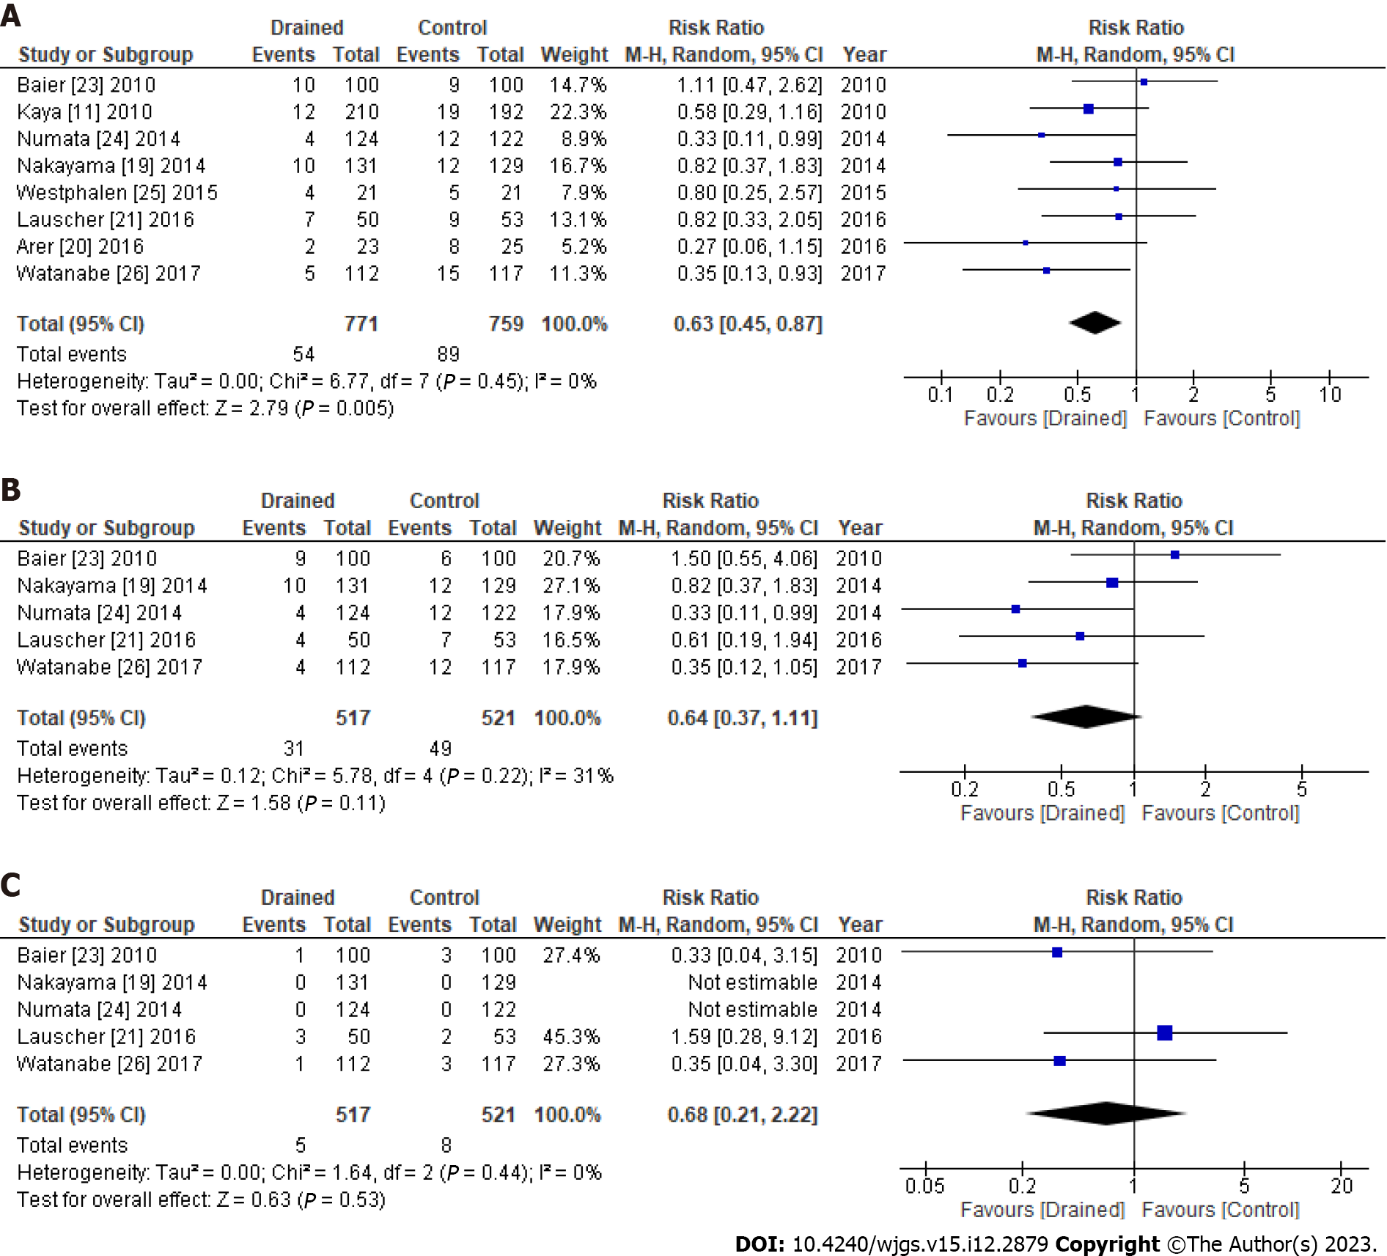 A
Drained Control Risk Ratio Risk Ratio
Study or Subgroup Events Total Events Total Weight M-H, Random, 95% CI Year M-H, Random, 95% CI
Baier [23] 2010 10 100 9 100 14.7% 1.11 [0.47, 2.62] 2010
Kaya [11] 2010 12 210 19 192 22.3% 0.58 [0.29, 1.16] 2010
Numata [24] 2014 4 124 12 122 8.9% 0.33 [0.11, 0.99] 2014
Nakayama [19] 2014 10 131 12 129 16.7% 0.82 [0.37, 1.83] 2014
Westphalen [25] 2015 4 21 5 21 7.9% 0.80 [0.25, 2.57] 2015
Lauscher [21] 2016 7 50 9 53 13.1% 0.82 [0.33, 2.05] 2016
Arer [20] 2016 2 23 8 25 5.2% 0.27 [0.06, 1.15] 2016
Watanabe [26] 2017 5 112 15 117 11.3% 0.35 [0.13, 0.93] 2017
Total (95% CI) 771 759 100.0% 0.63 [0.45, 0.87]
Total events 54 89
Heterogeneity: Tau² = 0.00; Chi² = 6.77, df = 7 (P = 0.45); I² = 0%
Test for overall effect: Z = 2.79 (P = 0.005)
0.1 0.2 0.5 1 2 5 10
Favours [Drained] Favours [Control]
B
Drained Control Risk Ratio Risk Ratio
Study or Subgroup Events Total Events Total Weight M-H, Random, 95% CI Year M-H, Random, 95% CI
Baier [23] 2010 9 100 6 100 20.7% 1.50 [0.55, 4.06] 2010
Nakayama [19] 2014 10 131 12 129 27.1% 0.82 [0.37, 1.83] 2014
Numata [24] 2014 4 124 12 122 17.9% 0.33 [0.11, 0.99] 2014
Lauscher [21] 2016 4 50 7 53 16.5% 0.61 [0.19, 1.94] 2016
Watanabe [26] 2017 4 112 12 117 17.9% 0.35 [0.12, 1.05] 2017
Total (95% CI) 517 521 100.0% 0.64 [0.37, 1.11]
Total events 31 49
Heterogeneity: Tau² = 0.12; Chi² = 5.78, df = 4 (P = 0.22); I² = 31%
Test for overall effect: Z = 1.58 (P = 0.11)
0.2 0.5 1 2 5
Favours [Drained] Favours [Control]
C
Drained Control Risk Ratio Risk Ratio
Study or Subgroup Events Total Events Total Weight M-H, Random, 95% CI Year M-H, Random, 95% CI
Baier [23] 2010 1 100 3 100 27.4% 0.33 [0.04, 3.15] 2010
Nakayama [19] 2014 0 131 0 129 Not estimable 2014
Numata [24] 2014 0 124 0 122 Not estimable 2014
Lauscher [21] 2016 3 50 2 53 45.3% 1.59 [0.28, 9.12] 2016
Watanabe [26] 2017 1 112 3 117 27.3% 0.35 [0.04, 3.30] 2017
Total (95% CI) 517 521 100.0% 0.68 [0.21, 2.22]
Total events 5 8
Heterogeneity: Tau² = 0.00; Chi² = 1.64, df = 2 (P = 0.44); I² = 0%
Test for overall effect: Z = 0.63 (P = 0.53)
0.05 0.2 1 5 20
Favours [Drained] Favours [Control]
DOI: 10.4240/wjgs.v15.i12.2879 Copyright ©The Author(s) 2023.